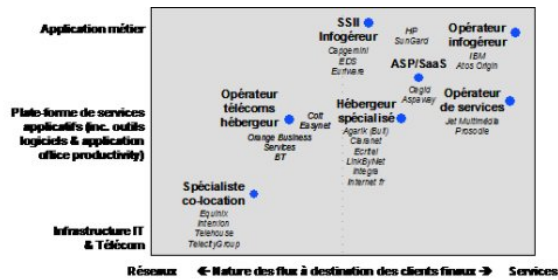 Application métier
SSII
Infogéreur
Capgemini
EDS
Euriware
HP
SunGard
Opérateur
infogéreur
IBM
Atos Origin
ASP/SaaS
Cegid
Aspaway
Opérateur
de services
Jet Multimédia
Prosodie
Plate-forme de services
applicatifs (inc. outils
logiciels & application
office productivity)
Opérateur
télécoms
hébergeur
Colt
Easynet
Orange Business
Services
BT
Hébergeur
spécialisé
Agarik (Bull)
Claranet
Ecritel
LinkByNet
Integra
Internet fr
Spécialiste
co-location
Equinix
Interxion
Telehouse
TelecityGroup
Infrastructure IT
& Télécom
Réseaux ← Nature des flux à destination des clients finaux → Services